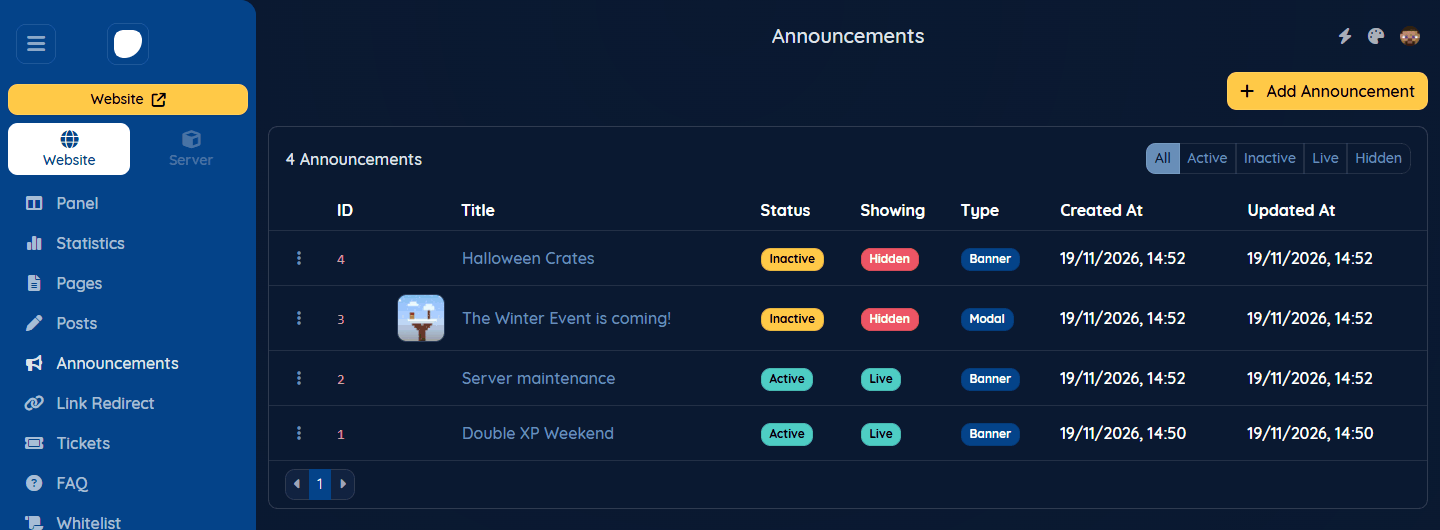 Announcements
Website
Add Announcement
Website
Server
4 Announcements
All Active Inactive Live Hidden
Panel
Statistics
Pages
Posts
Announcements
Link Redirect
Tickets
FAQ
Whitelist
ID Title Status Showing Type Created At Updated At
4 Halloween Crates Inactive Hidden Banner 19/11/2026, 14:52 19/11/2026, 14:52
3 The Winter Event is coming! Inactive Hidden Modal 19/11/2026, 14:52 19/11/2026, 14:52
2 Server maintenance Active Live Banner 19/11/2026, 14:52 19/11/2026, 14:52
1 Double XP Weekend Active Live Banner 19/11/2026, 14:50 19/11/2026, 14:50
1